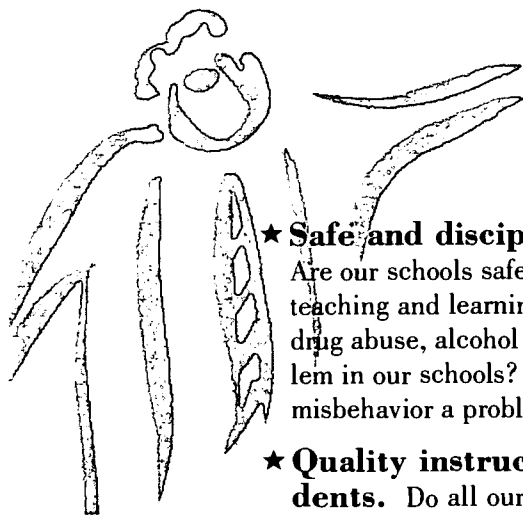 ★ Safe and discip
Are our schools safe
teaching and learnin
drug abuse, alcohol
lem in our schools?
misbehavior a probl
★ Quality instruc
dents. Do all our